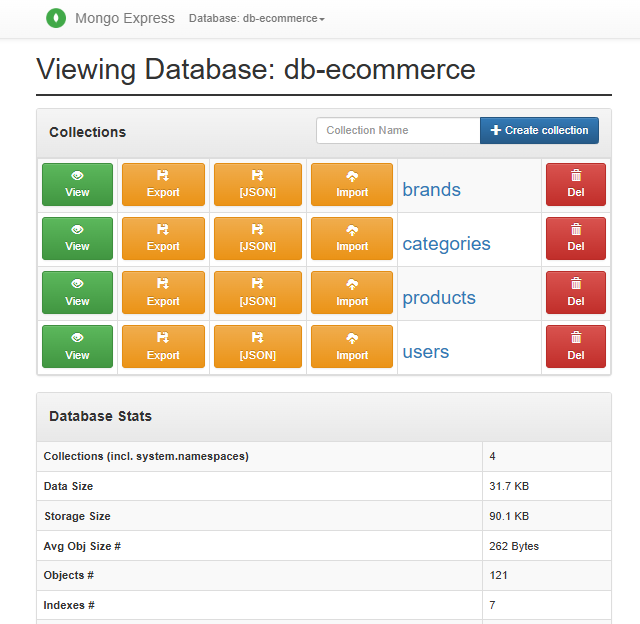 Mongo Express Database: db-ecommerce
Viewing Database: db-ecommerce
Collections Collection Name Create collection
View Export [JSON] Import brands Del
View Export [JSON] Import categories Del
View Export [JSON] Import products Del
View Export [JSON] Import users Del
Database Stats
Collections (incl. system.namespaces) 4
Data Size 31.7 KB
Storage Size 90.1 KB
Avg Obj Size # 262 Bytes
Objects # 121
Indexes # 7